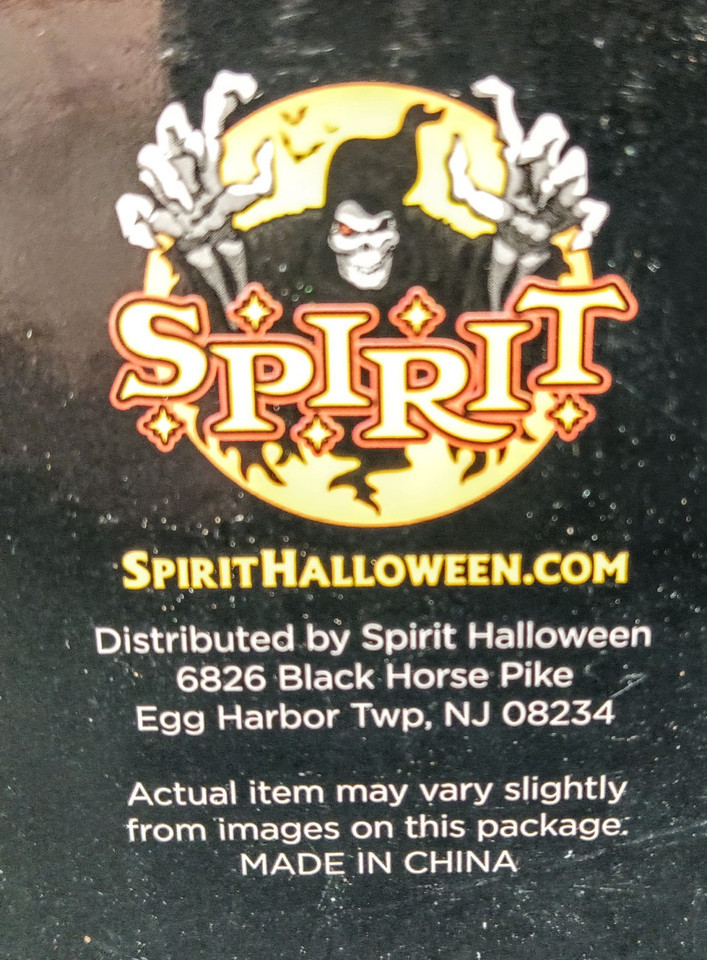 SPIRIT
SPIRITHALLOWEEN.COM
Distributed by Spirit Halloween
6826 Black Horse Pike
Egg Harbor Twp, NJ 08234
Actual item may vary slightly
from images on this package.
MADE IN CHINA